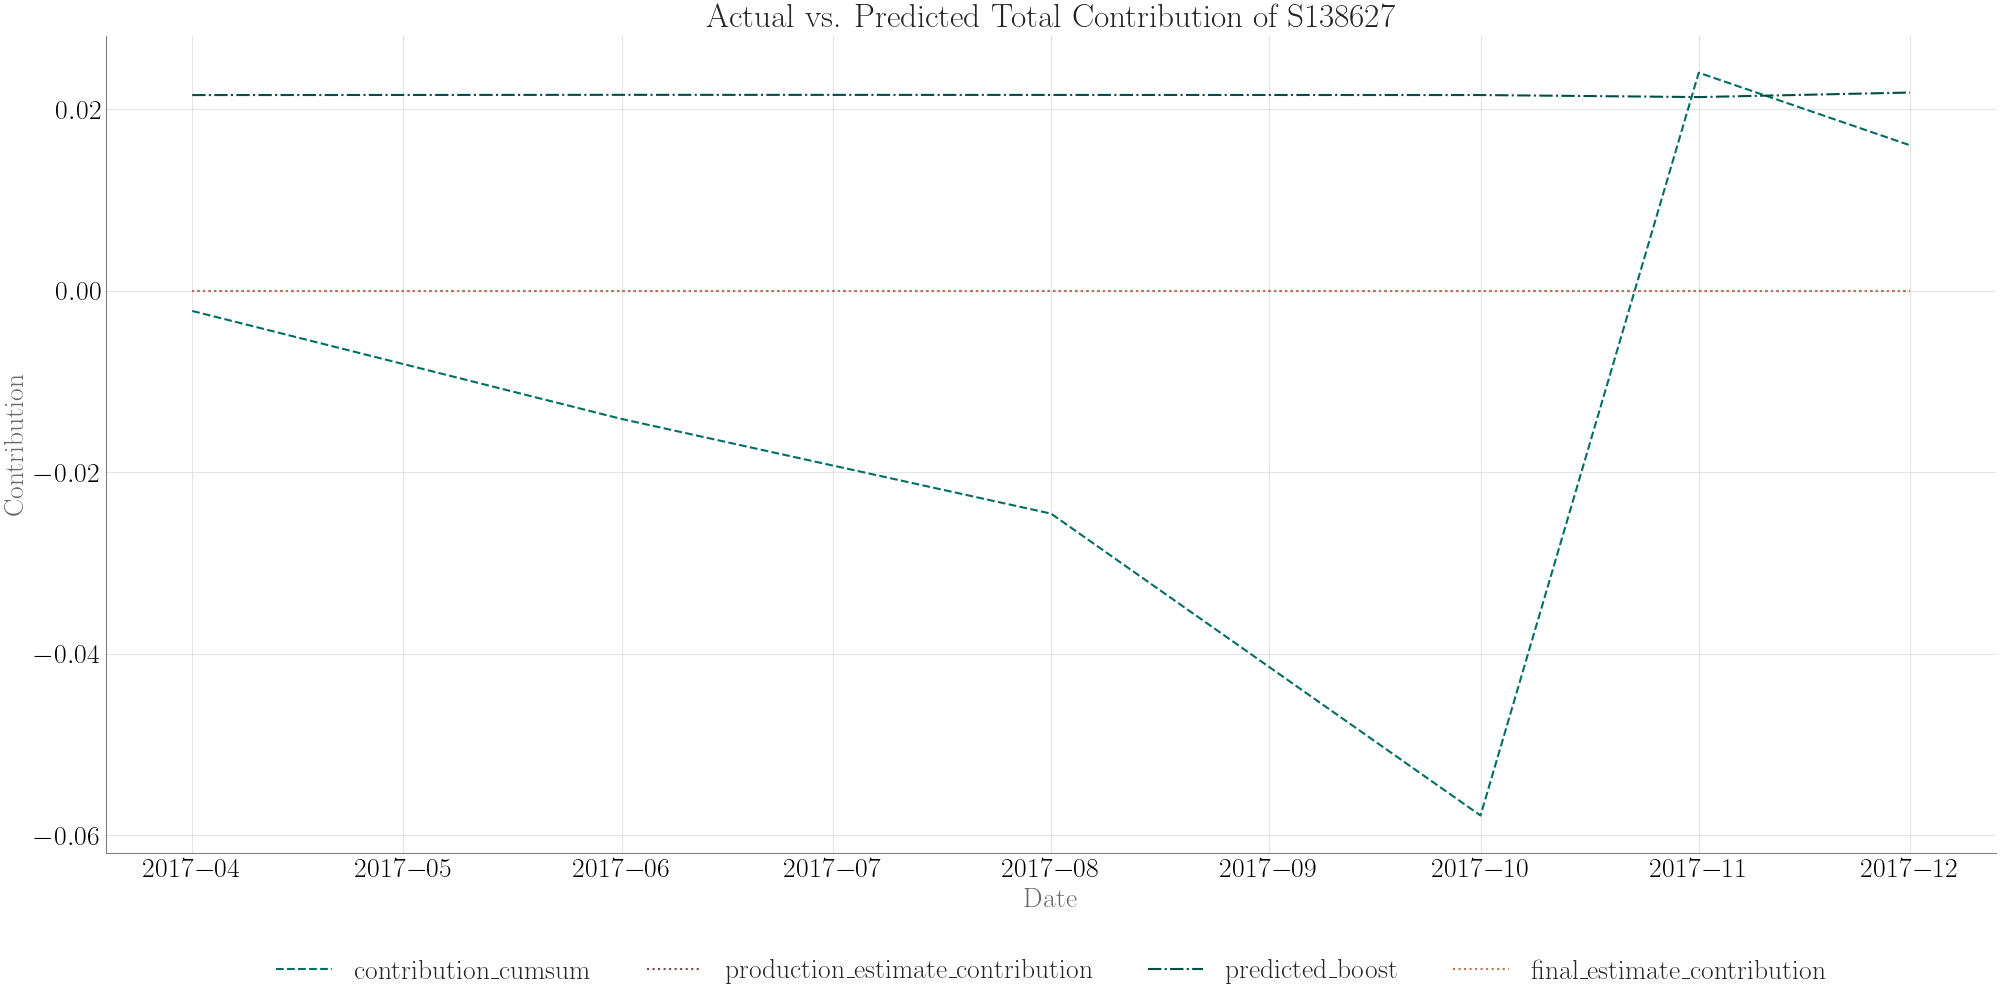 Actual vs. Predicted Total Contribution of S138627
Contribution
0.02
0.00
−0.02
−0.04
−0.06
2017−04 2017−05 2017−06 2017−07 2017−08 2017−09 2017−10 2017−11 2017−12
Date
contribution_cumsum production_estimate_contribution predicted_boost final_estimate_contribution